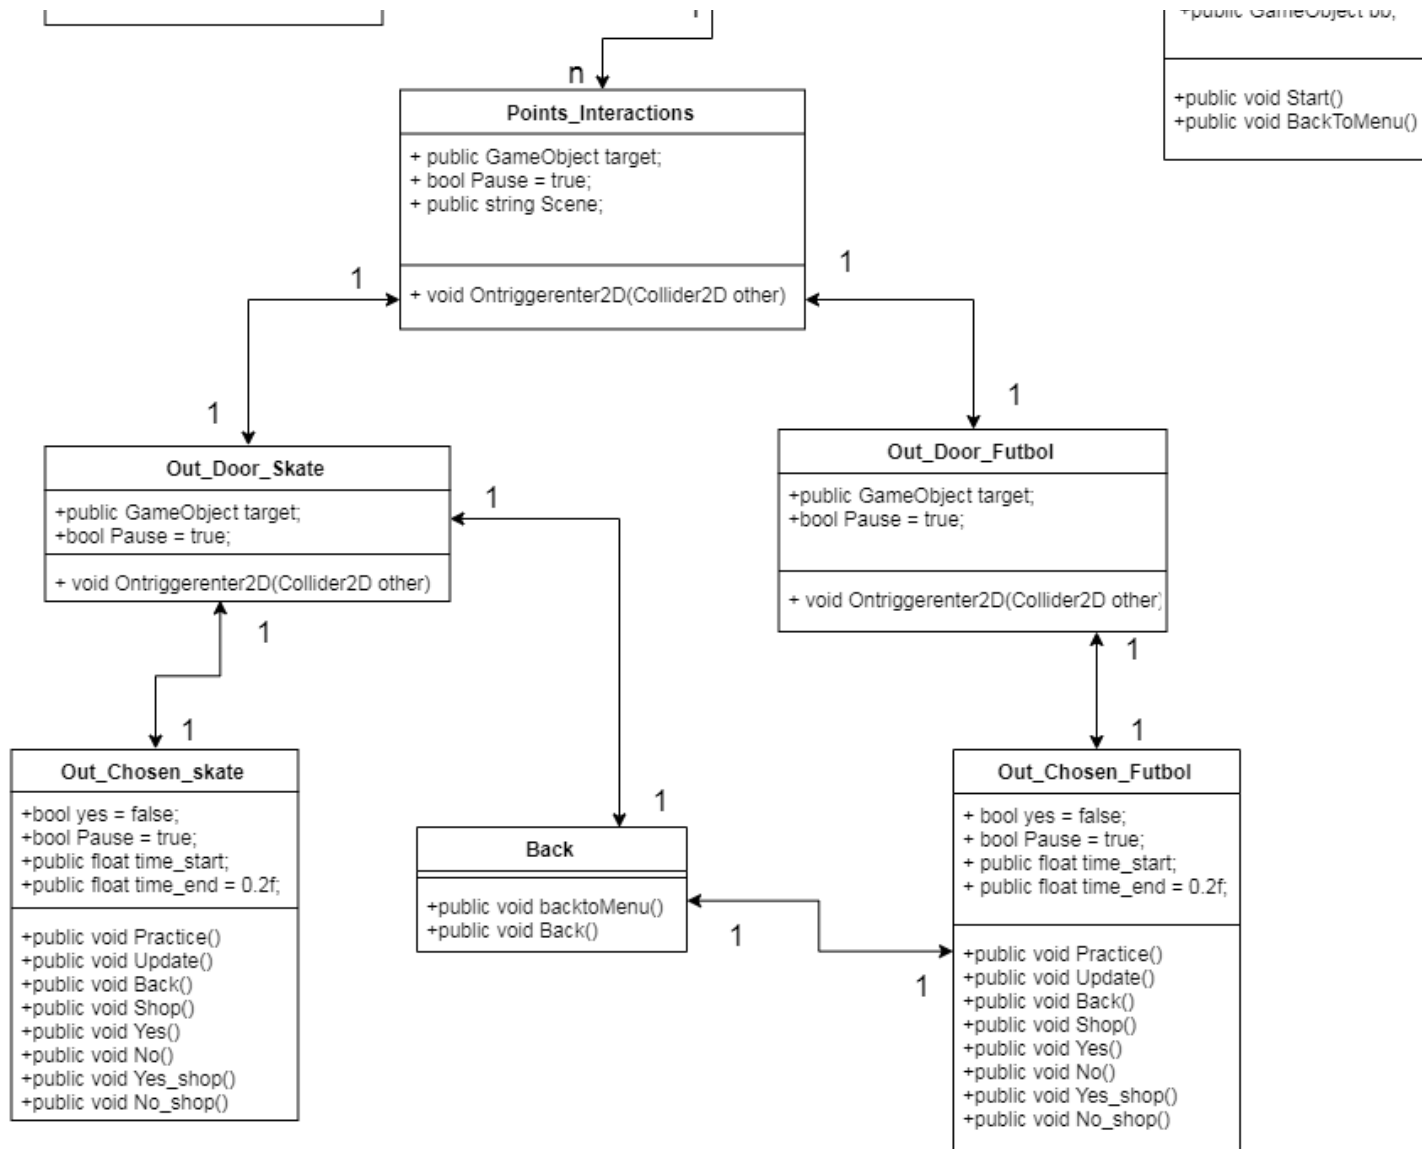 +public GameObject bb;
+public void Start()
+public void BackToMenu()
n
Points_Interactions
+ public GameObject target;
+ bool Pause = true;
+ public string Scene;
+ void Ontriggerenter2D(Collider2D other)
1
1
1
1
Out_Door_Skate
+public GameObject target;
+bool Pause = true;
+ void Ontriggerenter2D(Collider2D other)
1
1
Out_Door_Futbol
+public GameObject target;
+bool Pause = true;
+ void Ontriggerenter2D(Collider2D other)
1
1
1
1
Out_Chosen_skate
+bool yes = false;
+bool Pause = true;
+public float time_start;
+public float time_end = 0.2f;
+public void Practice()
+public void Update()
+public void Back()
+public void Shop()
+public void Yes()
+public void No()
+public void Yes_shop()
+public void No_shop()
1
Back
+public void backtoMenu()
+public void Back()
1
1
Out_Chosen_Futbol
+ bool yes = false;
+ bool Pause = true;
+ public float time_start;
+ public float time_end = 0.2f;
+public void Practice()
+public void Update()
+public void Back()
+public void Shop()
+public void Yes()
+public void No()
+public void Yes_shop()
+public void No_shop()